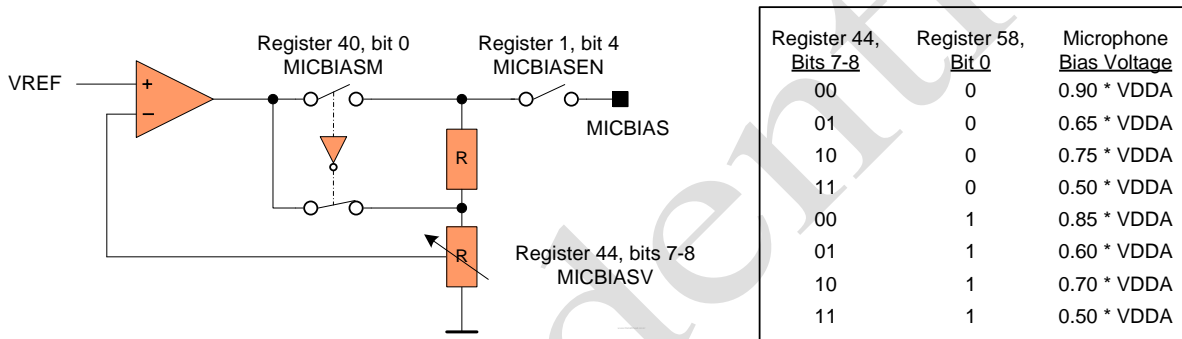 Register 40, bit 0
MICBIASM
Register 1, bit 4
MICBIASEN
VREF
+
−
MICBIAS
R
R
Register 44, bits 7-8
MICBIASV
Register 44, Register 58, Microphone
Bits 7-8 Bit 0 Bias Voltage
00 0 0.90 * VDDA
01 0 0.65 * VDDA
10 0 0.75 * VDDA
11 0 0.50 * VDDA
00 1 0.85 * VDDA
01 1 0.60 * VDDA
10 1 0.70 * VDDA
11 1 0.50 * VDDA
denti